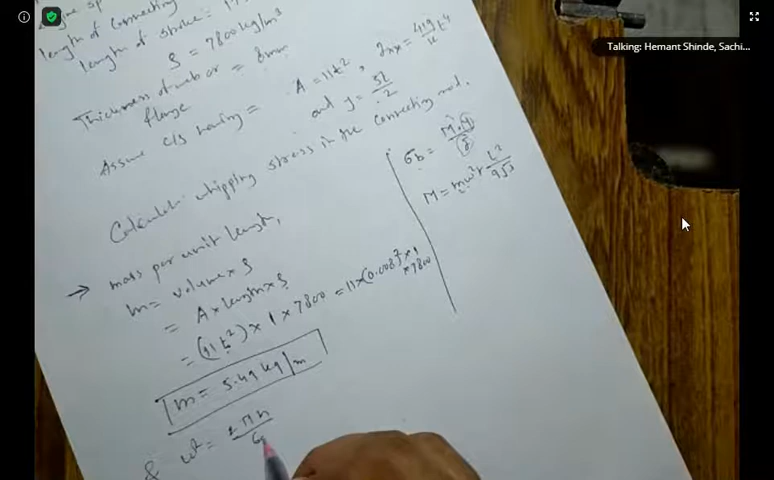 length of connecting
length of stroke =
S = 7800 kg/m³
Thickness of web or flange = 8mm
Assume c/s having = A = 11t², Ixx = 419/12 t⁴
and y = 5t/2
Calculate whipping stress in the connecting rod.
→ mass per unit length,
m = volume × S
= A × length × S
= (11t²) × 1 × 7800 = 11 × (0.008)² × 1 × 7800
m = 5.49 kg/m
& ω = 2πn/6
σb = M·y/
M = mω²r L²/9√3
Talking: Hemant Shinde, Sachi...